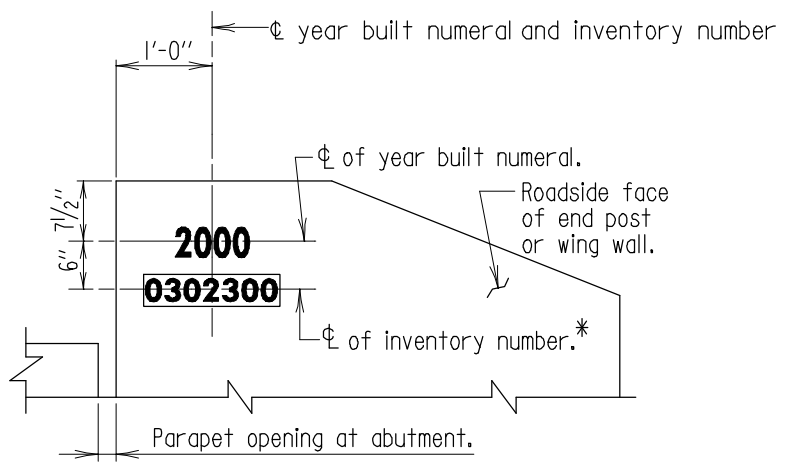 ℄ year built numeral and inventory number
1'-0"
℄ of year built numeral.
Roadside face
of end post
or wing wall.
7½"
2000
6"
0302300
℄ of inventory number.*
Parapet opening at abutment.